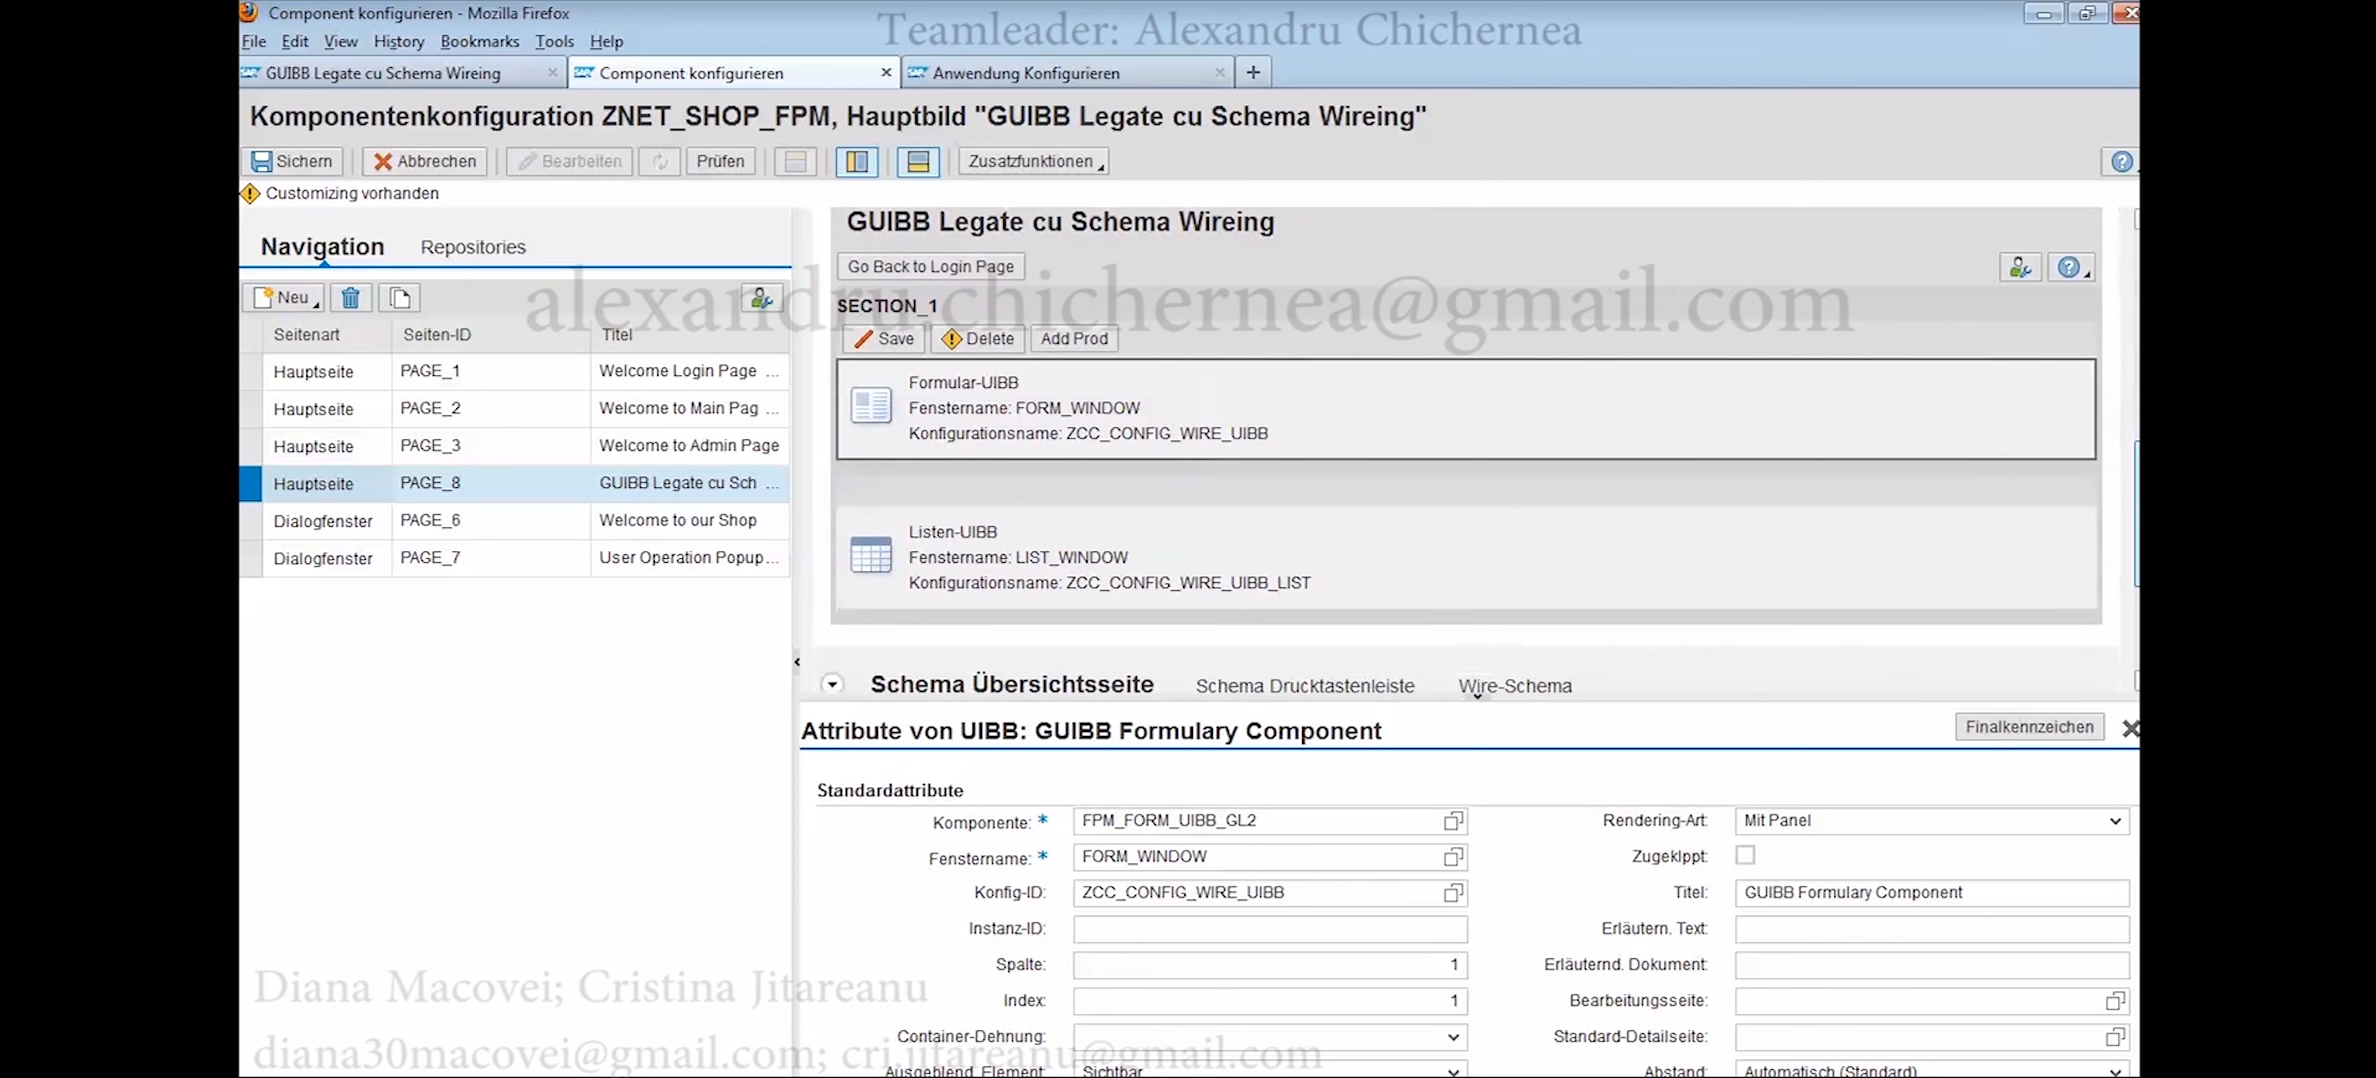 Component konfigurieren - Mozilla Firefox
Teamleader: Alexandru Chichernea
File Edit View History Bookmarks Tools Help
GUIBB Legate cu Schema Wireing
Component konfigurieren
Anwendung Konfigurieren
Komponentenkonfiguration ZNET_SHOP_FPM, Hauptbild "GUIBB Legate cu Schema Wireing"
Sichern Abbrechen Bearbeiten Prüfen Zusatzfunktionen
Customizing vorhanden
Navigation Repositories
Neu
Seitenart Seiten-ID Titel
Hauptseite PAGE_1 Welcome Login Page ...
Hauptseite PAGE_2 Welcome to Main Pag ...
Hauptseite PAGE_3 Welcome to Admin Page
Hauptseite PAGE_8 GUIBB Legate cu Sch ...
Dialogfenster PAGE_6 Welcome to our Shop
Dialogfenster PAGE_7 User Operation Popup...
GUIBB Legate cu Schema Wireing
Go Back to Login Page
alexandru.chichernea@gmail.com
SECTION_1
Save Delete Add Prod
Formular-UIBB
Fenstername: FORM_WINDOW
Konfigurationsname: ZCC_CONFIG_WIRE_UIBB
Listen-UIBB
Fenstername: LIST_WINDOW
Konfigurationsname: ZCC_CONFIG_WIRE_UIBB_LIST
Schema Übersichtsseite Schema Drucktastenleiste Wire-Schema
Attribute von UIBB: GUIBB Formulary Component
Finalkennzeichen
Standardattribute
Komponente: * FPM_FORM_UIBB_GL2 Rendering-Art: Mit Panel
Fenstername: * FORM_WINDOW Zugeklppt:
Konfig-ID: ZCC_CONFIG_WIRE_UIBB Titel: GUIBB Formulary Component
Instanz-ID: Erläutern. Text:
Spalte: 1 Erläuternd. Dokument:
Index: 1 Bearbeitungsseite:
Container-Dehnung: Standard-Detailseite:
Ausgeblend. Element: Sichtbar Abstand: Automatisch (Standard)
Diana Macovei; Cristina Jitareanu
diana30macovei@gmail.com; cri.jitareanu@gmail.com